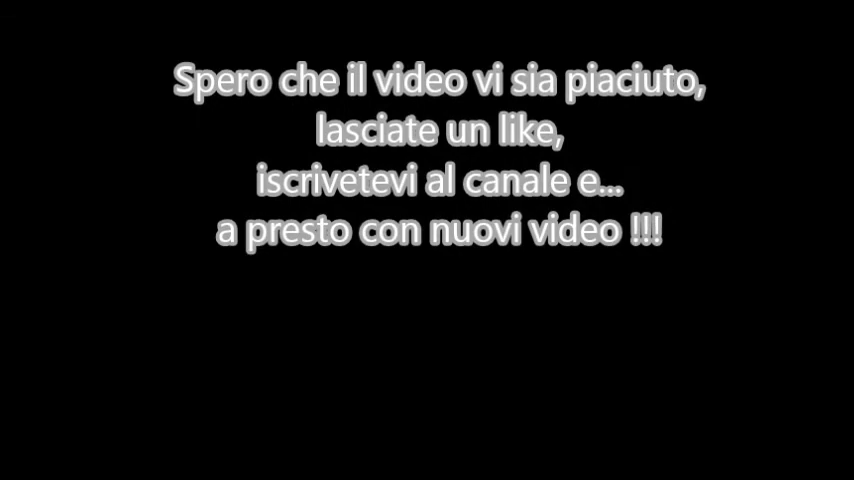 Spero che il video vi sia piaciuto,
lasciate un like,
iscrivetevi al canale e...
a presto con nuovi video !!!